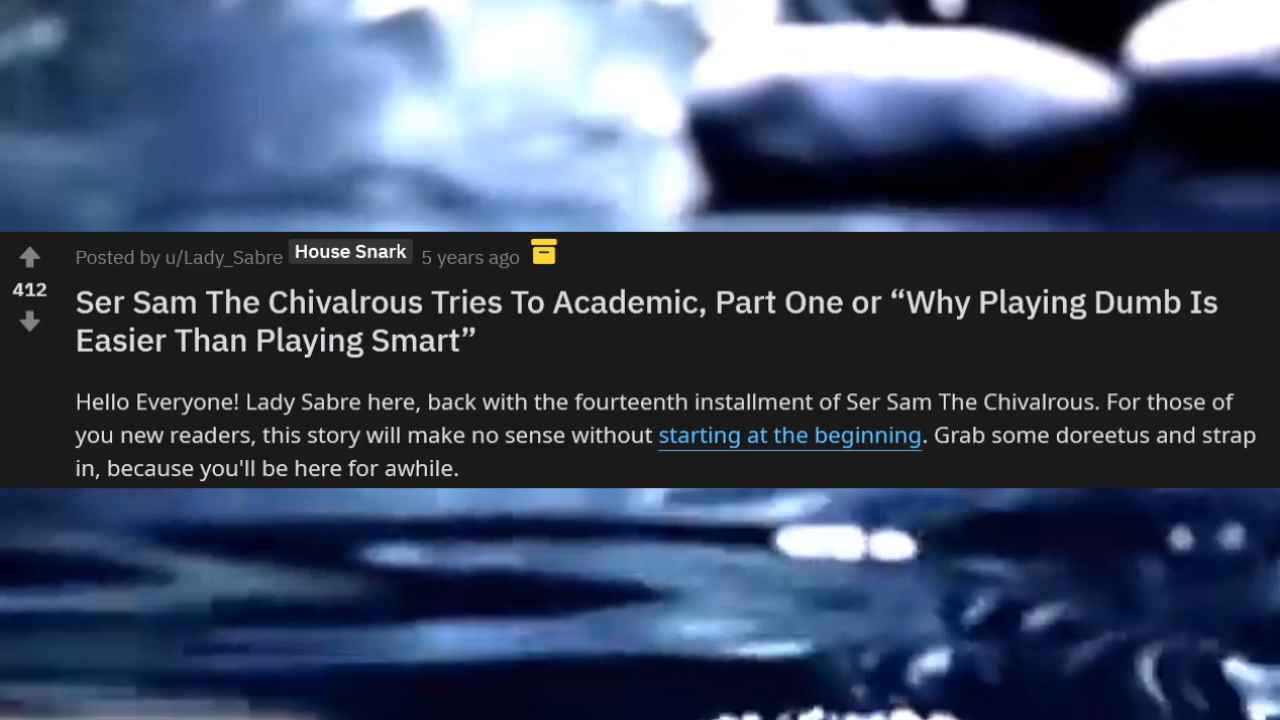 Posted by u/Lady_Sabre House Snark 5 years ago
412
Ser Sam The Chivalrous Tries To Academic, Part One or “Why Playing Dumb Is
Easier Than Playing Smart”
Hello Everyone! Lady Sabre here, back with the fourteenth installment of Ser Sam The Chivalrous. For those of
you new readers, this story will make no sense without starting at the beginning. Grab some doreetus and strap
in, because you'll be here for awhile.